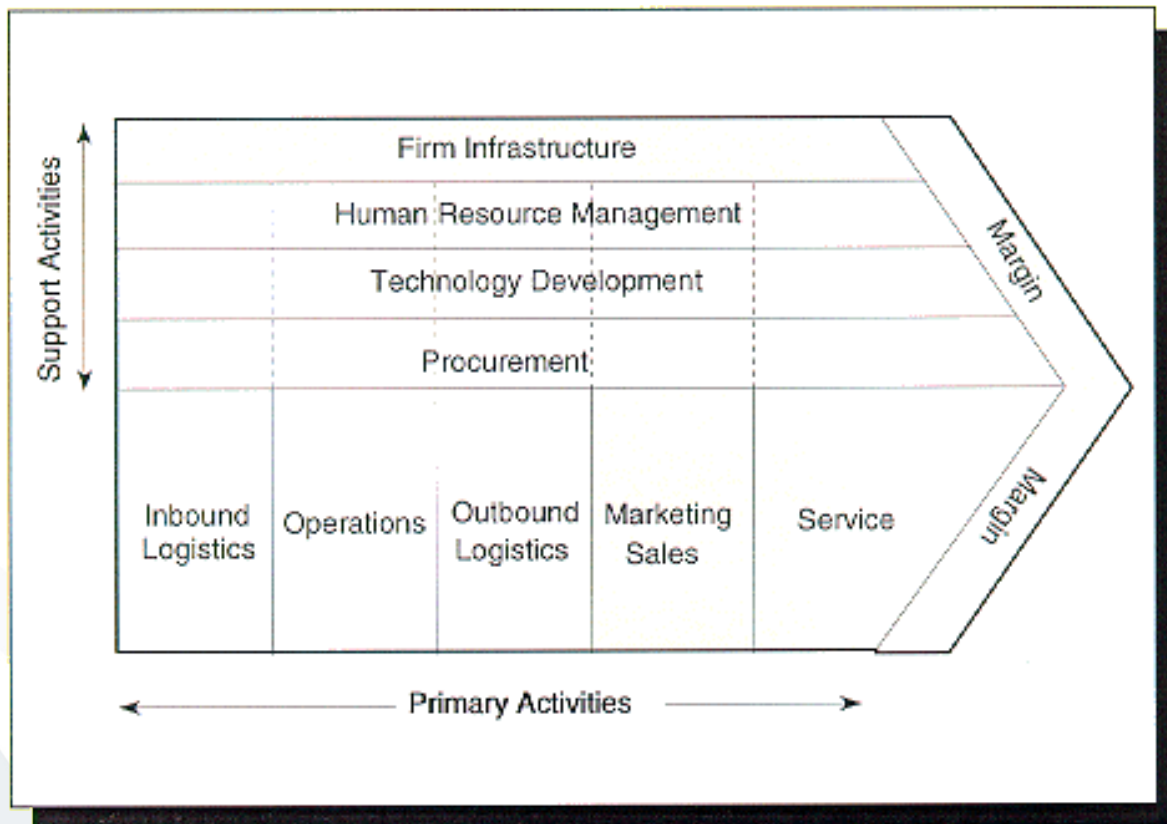 Support Activities
Firm Infrastructure
Human Resource Management
Technology Development
Procurement
Margin
Inbound
Logistics
Operations
Outbound
Logistics
Marketing
Sales
Service
Margin
Primary Activities